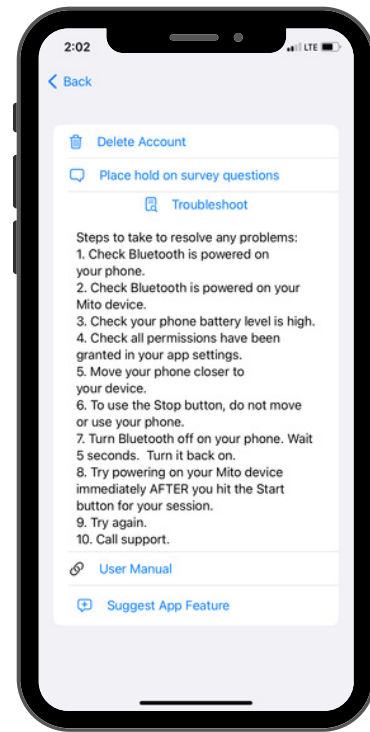 2:02
LTE
Back
Delete Account
Place hold on survey questions
Troubleshoot
Steps to take to resolve any problems:
1. Check Bluetooth is powered on
your phone.
2. Check Bluetooth is powered on your
Mito device.
3. Check your phone battery level is high.
4. Check all permissions have been
granted in your app settings.
5. Move your phone closer to
your device.
6. To use the Stop button, do not move
or use your phone.
7. Turn Bluetooth off on your phone. Wait
5 seconds.  Turn it back on.
8. Try powering on your Mito device
immediately AFTER you hit the Start
button for your session.
9. Try again.
10. Call support.
User Manual
Suggest App Feature